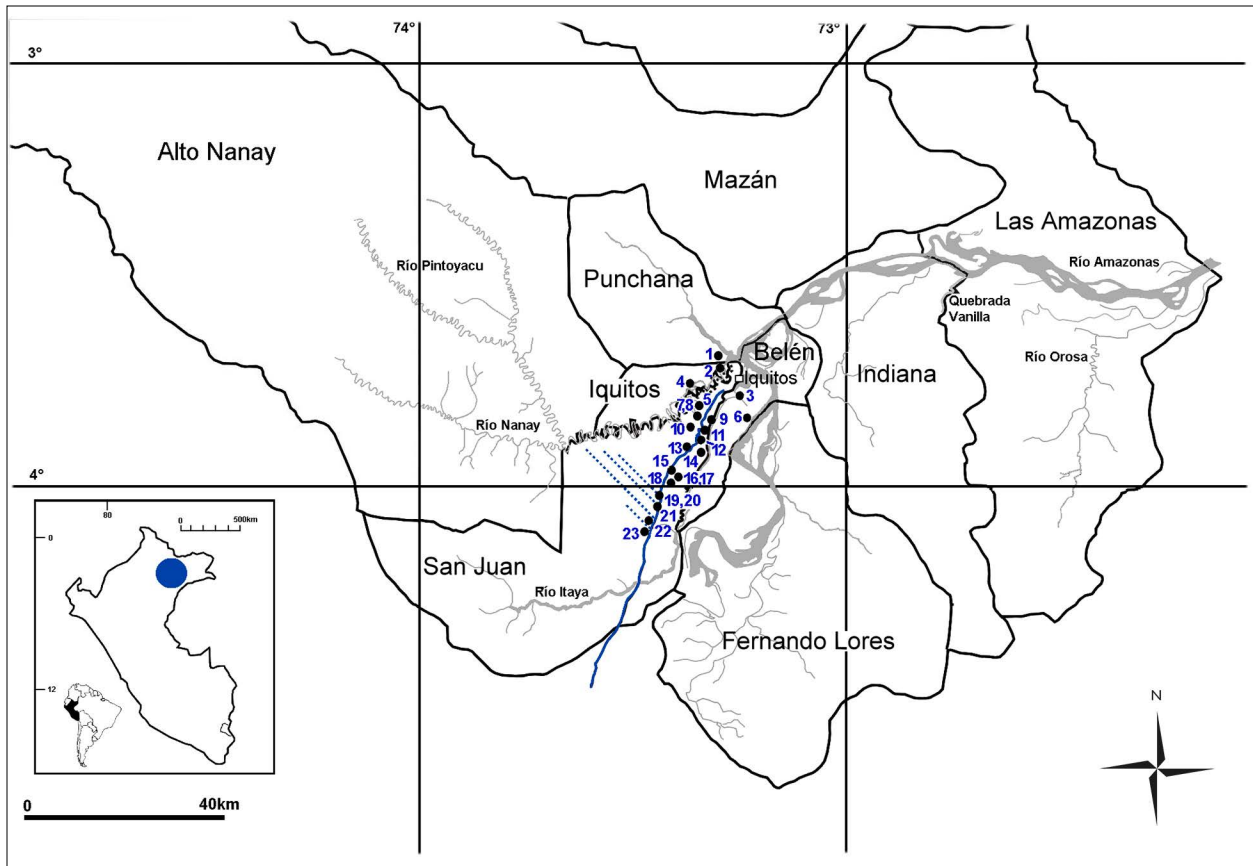 74°
73°
3°
Alto Nanay
Mazán
Las Amazonas
Río Pintoyacu
Río Amazonas
Punchana
Quebrada
Vanilla
Belén
Río Orosa
Iquitos
Iquitos
Indiana
Río Nanay
1
2
4
3
5
7,8
6
9
10
11
13
12
14
15
16,17
18
4°
19,20
21
23
22
San Juan
Río Itaya
Fernando Lores
80
0
500km
0
12
N
0
40km